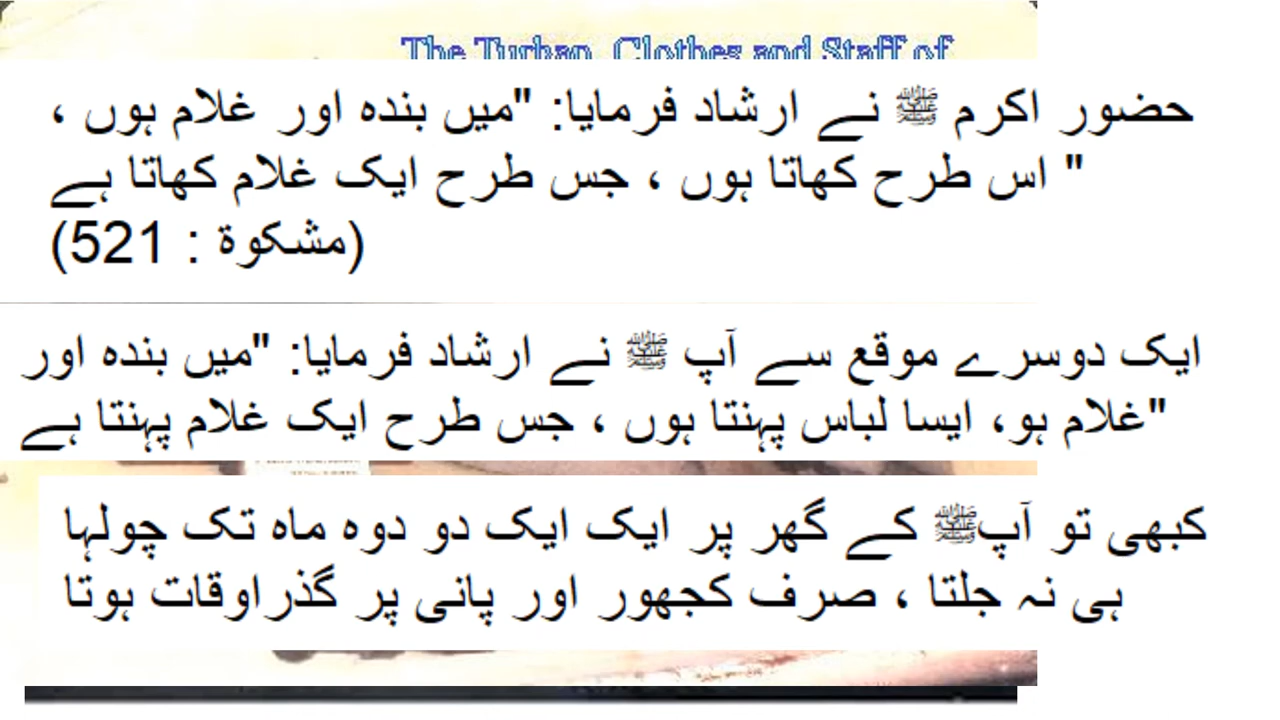 The Turban, Clothes and Staff of
حضور اکرم ﷺ نے ارشاد فرمایا: "میں بندہ اور غلام ہوں ،
" اس طرح کھاتا ہوں ، جس طرح ایک غلام کھاتا ہے
(مشکوۃ : 521)
ایک دوسرے موقع سے آپ ﷺ نے ارشاد فرمایا: "میں بندہ اور
"غلام ہو، ایسا لباس پہنتا ہوں ، جس طرح ایک غلام پہنتا ہے
کبھی تو آپﷺ کے گھر پر ایک ایک دو دوہ ماہ تک چولہا
ہی نہ جلتا ، صرف کجھور اور پانی پر گذراوقات ہوتا